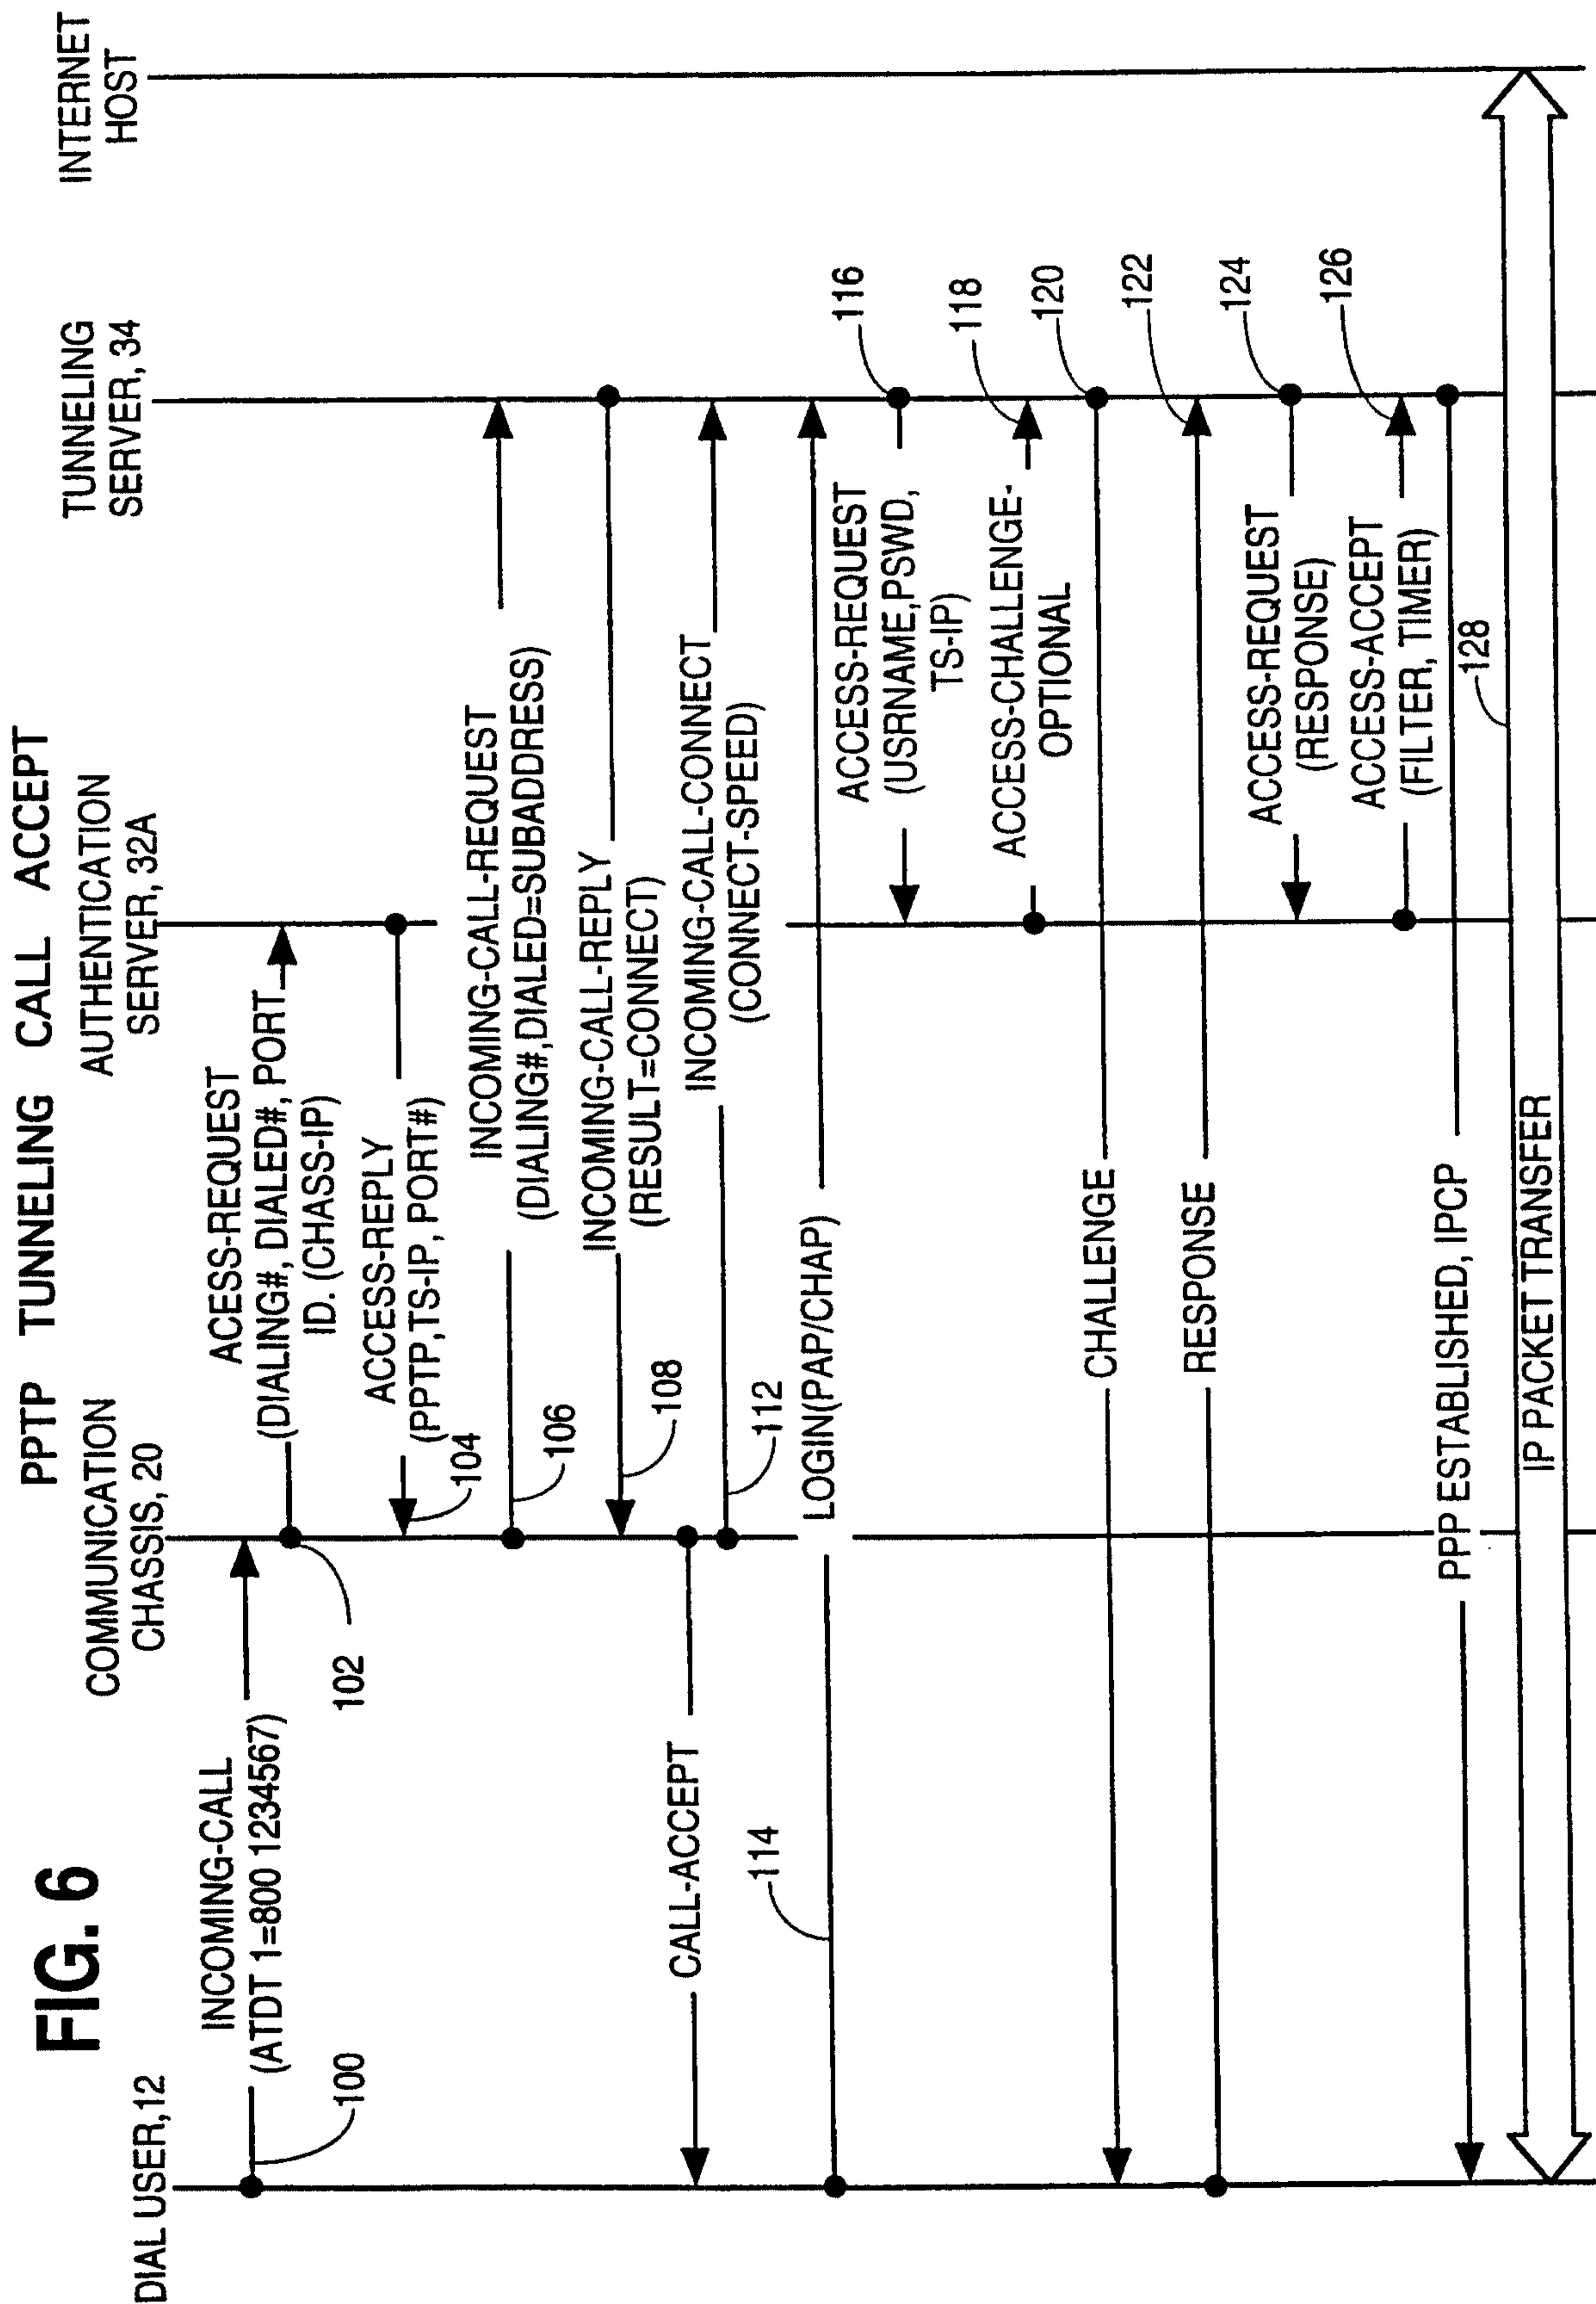 FIG. 6
PPTP TUNNELING CALL ACCEPT
DIAL USER,12
COMMUNICATION
CHASSIS, 20
AUTHENTICATION
SERVER, 32A
TUNNELING
SERVER, 34
INTERNET
HOST
INCOMING-CALL
(ATDT 1=800 1234567)
100
ACESS-REQUEST
(DIALING#, DIALED#, PORT
ID. (CHASS-IP)
102
ACCESS-REPLY
(PPTP,TS-IP, PORT#)
104
INCOMING-CALL-REQUEST
(DIALING#,DIALED=SUBADDRESS)
106
INCOMING-CALL-REPLY
(RESULT=CONNECT)
108
CALL-ACCEPT
INCOMING-CALL-CONNECT
(CONNECT-SPEED)
112
LOGIN(PAP/CHAP)
114
ACCESS-REQUEST
(USRNAME,PSWD,
TS-IP)
116
ACCESS-CHALLENGE-
OPTIONAL
118
CHALLENGE
120
RESPONSE
122
ACCESS-REQUEST
(RESPONSE)
124
ACCESS-ACCEPT
(FILTER, TIMER)
126
PPP ESTABLISHED, IPCP
128
IP PACKET TRANSFER